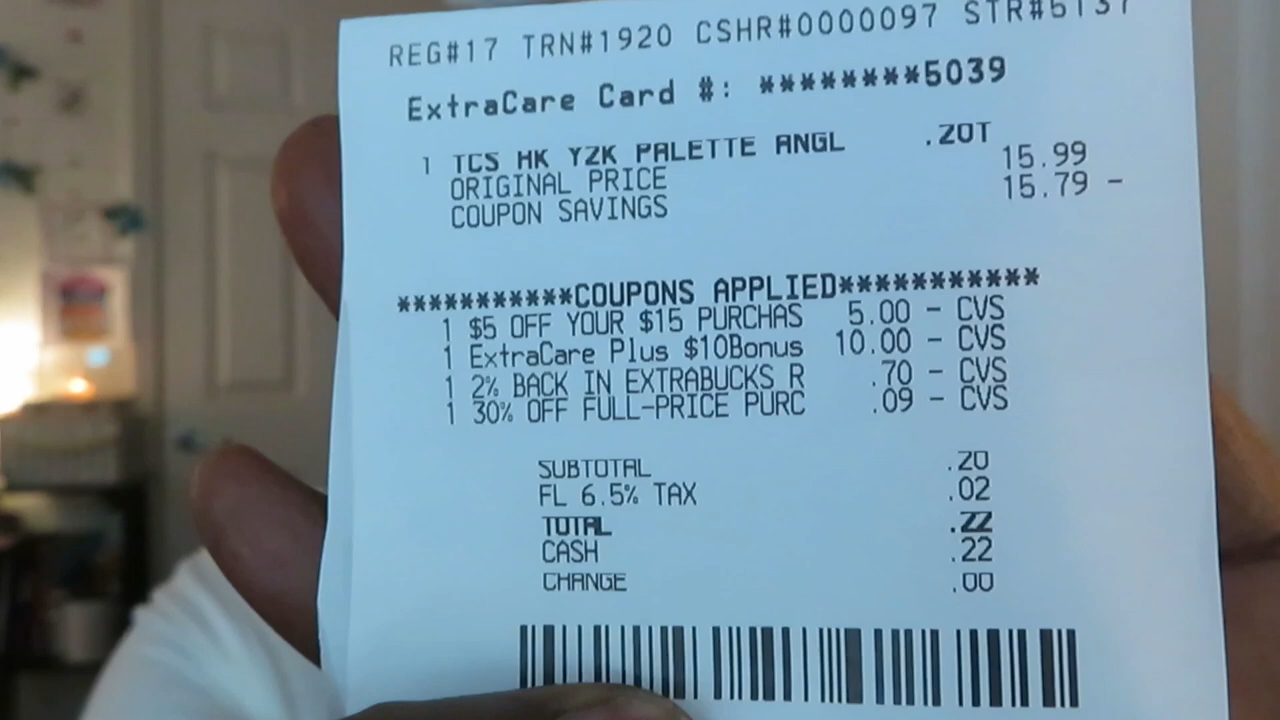 REG#17 TRN#1920 CSHR#0000097 STR#5137
ExtraCare Card #: ********5039
1 TCS HK Y2K PALETTE ANGL .20T
ORIGINAL PRICE 15.99
COUPON SAVINGS 15.79 -
***********COUPONS APPLIED***********
1 $5 OFF YOUR $15 PURCHAS 5.00 - CVS
1 ExtraCare Plus $10Bonus 10.00 - CVS
1 2% BACK IN EXTRABUCKS R .70 - CVS
1 30% OFF FULL-PRICE PURC .09 - CVS
SUBTOTAL .20
FL 6.5% TAX .02
TOTAL .22
CASH .22
CHANGE .00